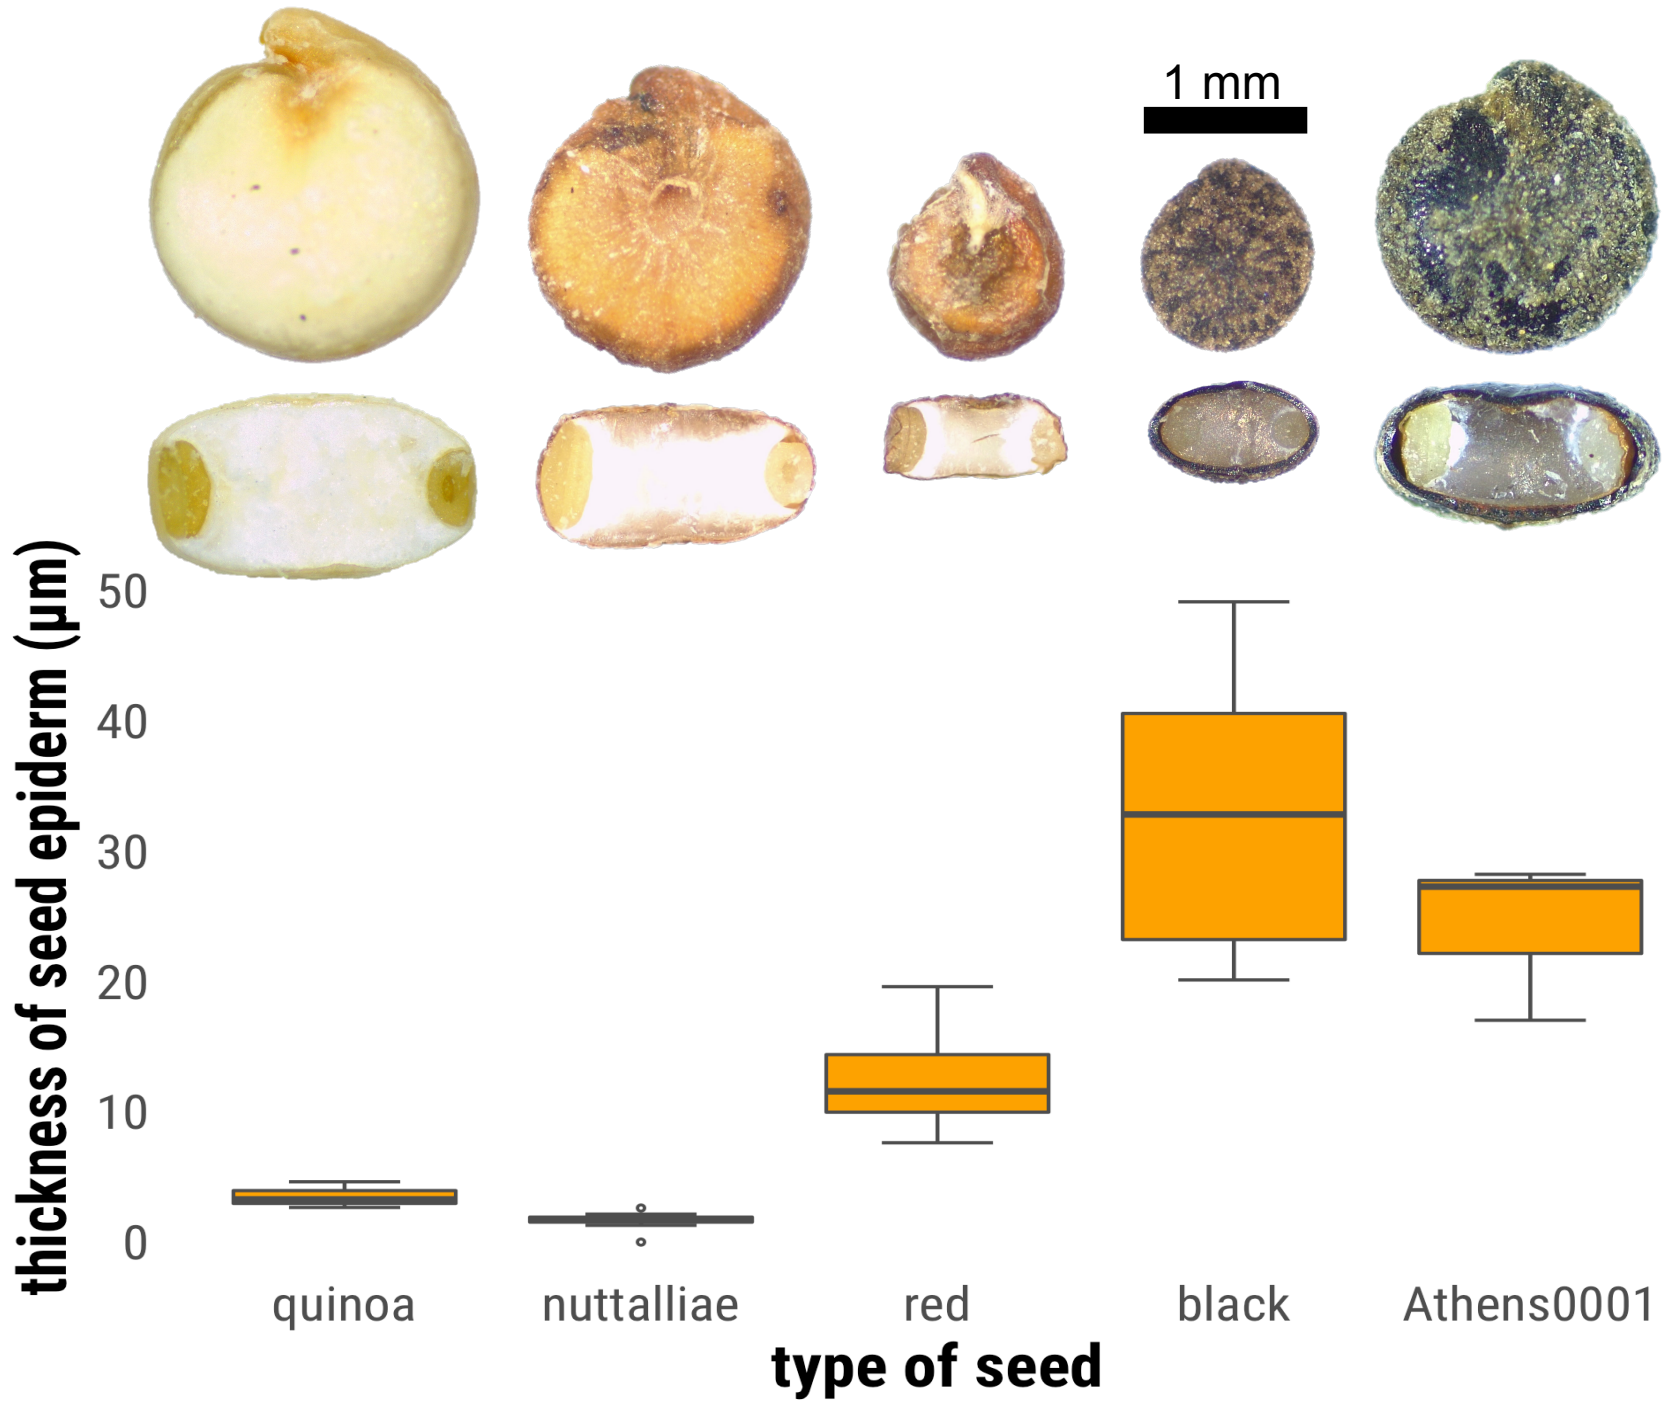 1 mm
thickness of seed epiderm (µm)
50
40
30
20
10
0
quinoa nuttalliae red black Athens0001
type of seed